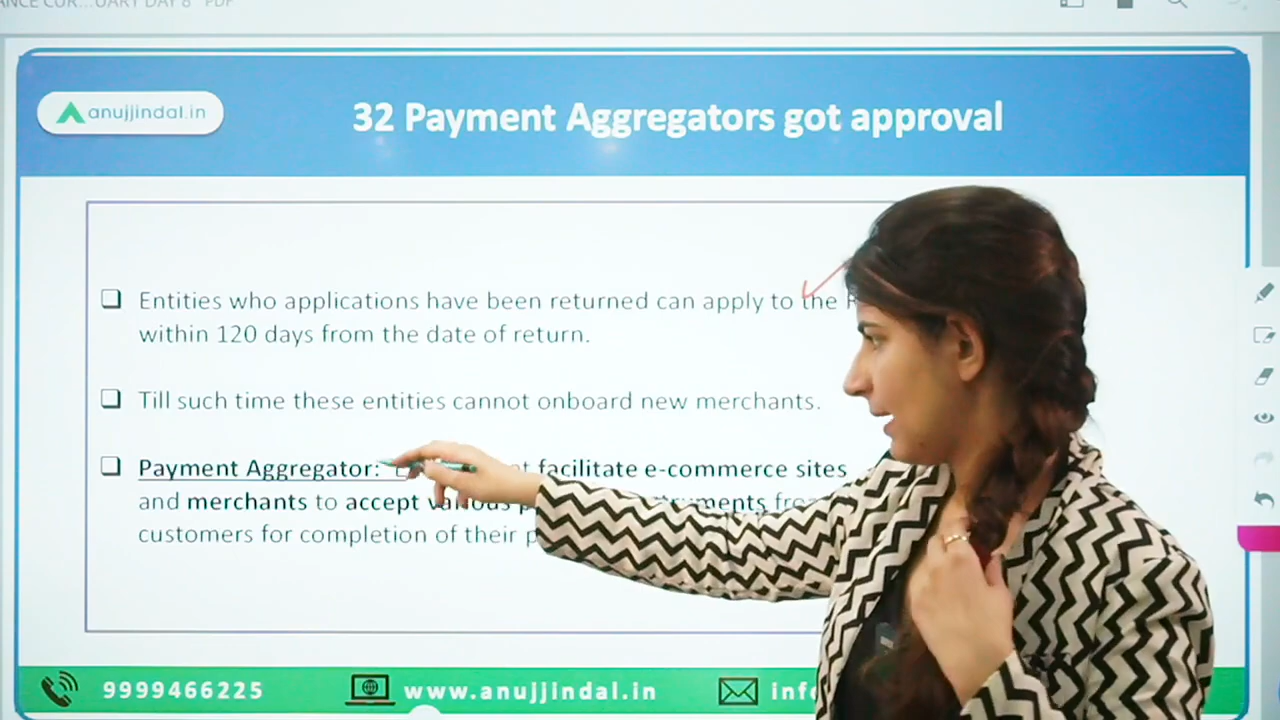 anujjindal.in
32 Payment Aggregators got approval
Entities who applications have been returned can apply to the
within 120 days from the date of return.
Till such time these entities cannot onboard new merchants.
Payment Aggregator: facilitate e-commerce sites
and merchants to accept various
customers for completion of their
9999466225
www.anujjindal.in